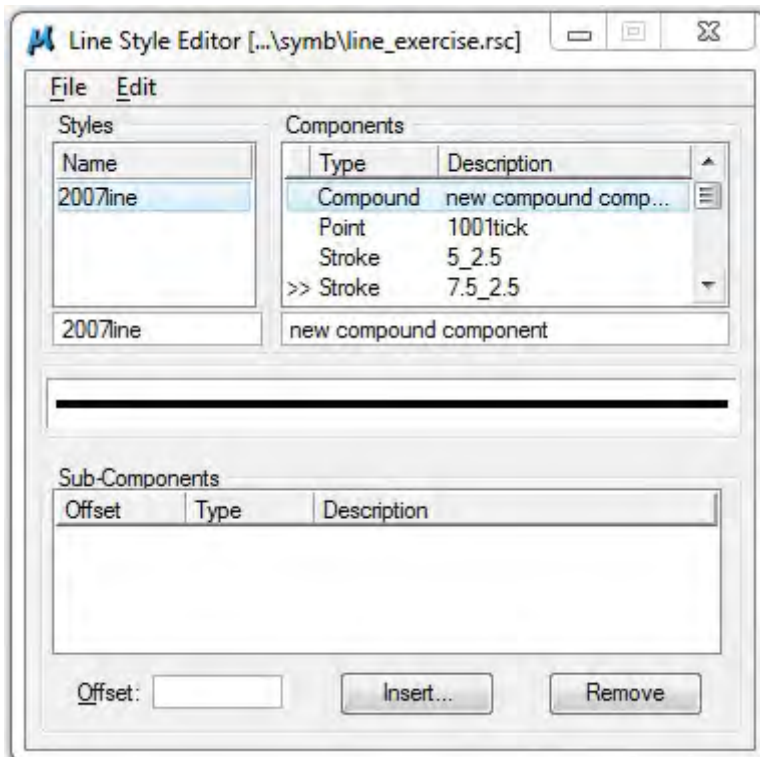 Line Style Editor [...\symb\line_exercise.rsc]
File Edit
Styles
Components
Name
Type Description
2007line
Compound new compound comp...
Point 1001tick
Stroke 5_2.5
>> Stroke 7.5_2.5
2007line
new compound component
Sub-Components
Offset Type Description
Offset: Insert... Remove